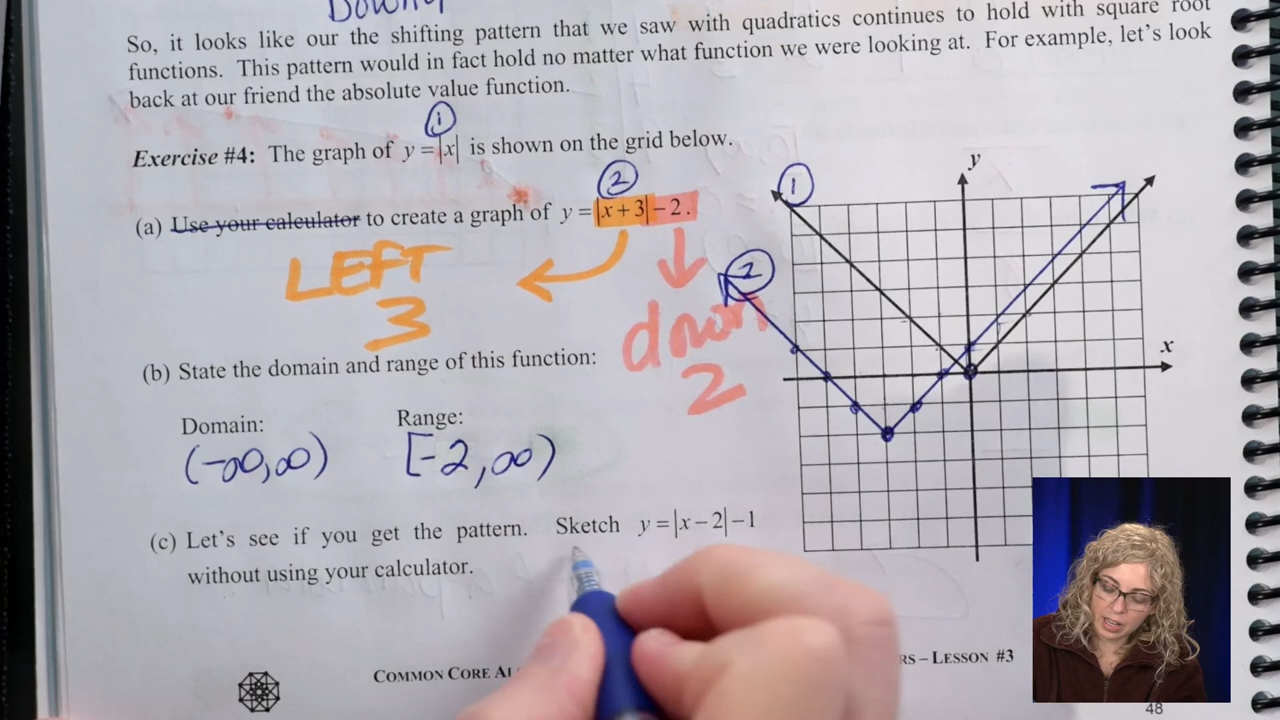 So, it looks like our the shifting pattern that we saw with quadratics continues to hold with square root
functions. This pattern would in fact hold no matter what function we were looking at. For example, let's look
back at our friend the absolute value function.
①
Exercise #4: The graph of y = |x| is shown on the grid below.
②
(a) Use your calculator to create a graph of y = |x + 3| − 2.
LEFT
3
down
2
① y
②
x
(b) State the domain and range of this function:
Domain: Range:
(-∞,∞) [-2,∞)
(c) Let's see if you get the pattern. Sketch y = |x − 2| − 1
without using your calculator.
COMMON CORE
– LESSON #3
48